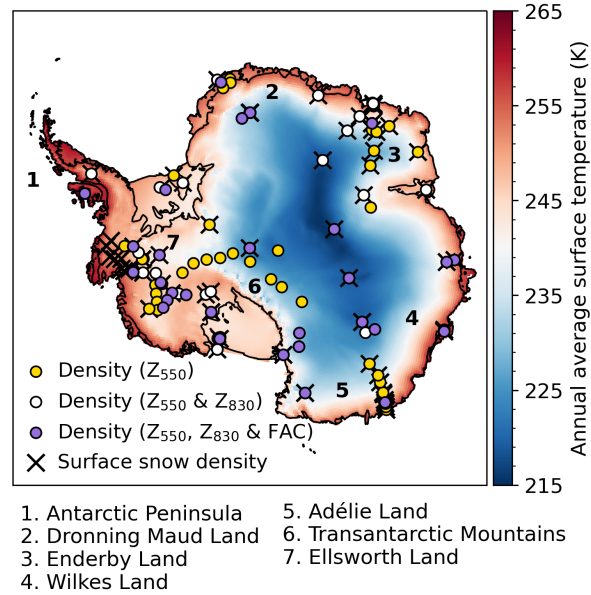 265
255
245
235
225
215
Annual average surface temperature (K)
1
2
3
4
5
6
7
Density (Z₅₅₀)
Density (Z₅₅₀ & Z₈₃₀)
Density (Z₅₅₀, Z₈₃₀ & FAC)
Surface snow density
1. Antarctic Peninsula
2. Dronning Maud Land
3. Enderby Land
4. Wilkes Land
5. Adélie Land
6. Transantarctic Mountains
7. Ellsworth Land